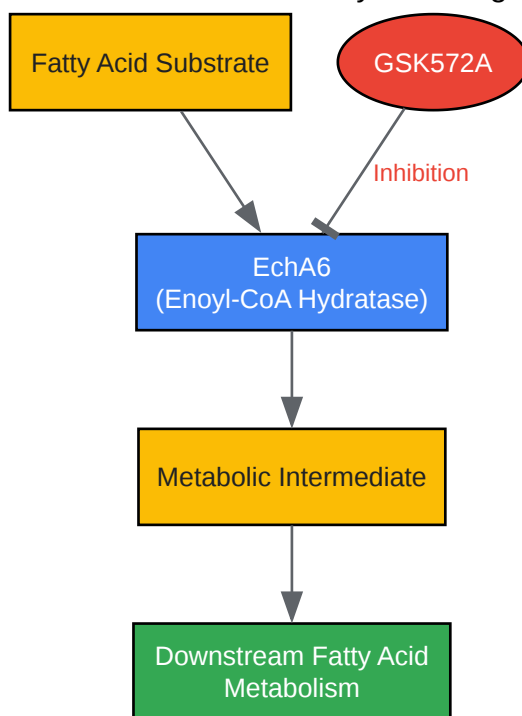 Fatty Acid Substrate
GSK572A
Inhibition
EchA6
(Enoyl-CoA Hydratase)
Metabolic Intermediate
Downstream Fatty Acid
Metabolism